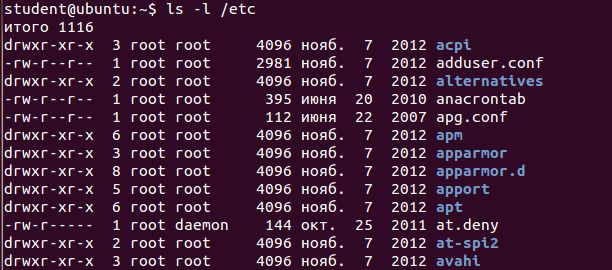 student@ubuntu:~$ ls -l /etc
итого 1116
drwxr-xr-x  3 root root      4096 нояб.  7  2012 acpi
-rw-r--r--  1 root root      2981 нояб.  7  2012 adduser.conf
drwxr-xr-x  2 root root      4096 нояб.  7  2012 alternatives
-rw-r--r--  1 root root       395 июня  20  2010 anacrontab
-rw-r--r--  1 root root       112 июня  22  2007 apg.conf
drwxr-xr-x  6 root root      4096 нояб.  7  2012 apm
drwxr-xr-x  3 root root      4096 нояб.  7  2012 apparmor
drwxr-xr-x  8 root root      4096 нояб.  7  2012 apparmor.d
drwxr-xr-x  5 root root      4096 нояб.  7  2012 apport
drwxr-xr-x  6 root root      4096 нояб.  7  2012 apt
-rw-r-----  1 root daemon     144 окт.  25  2011 at.deny
drwxr-xr-x  2 root root      4096 нояб.  7  2012 at-spi2
drwxr-xr-x  3 root root      4096 нояб.  7  2012 avahi